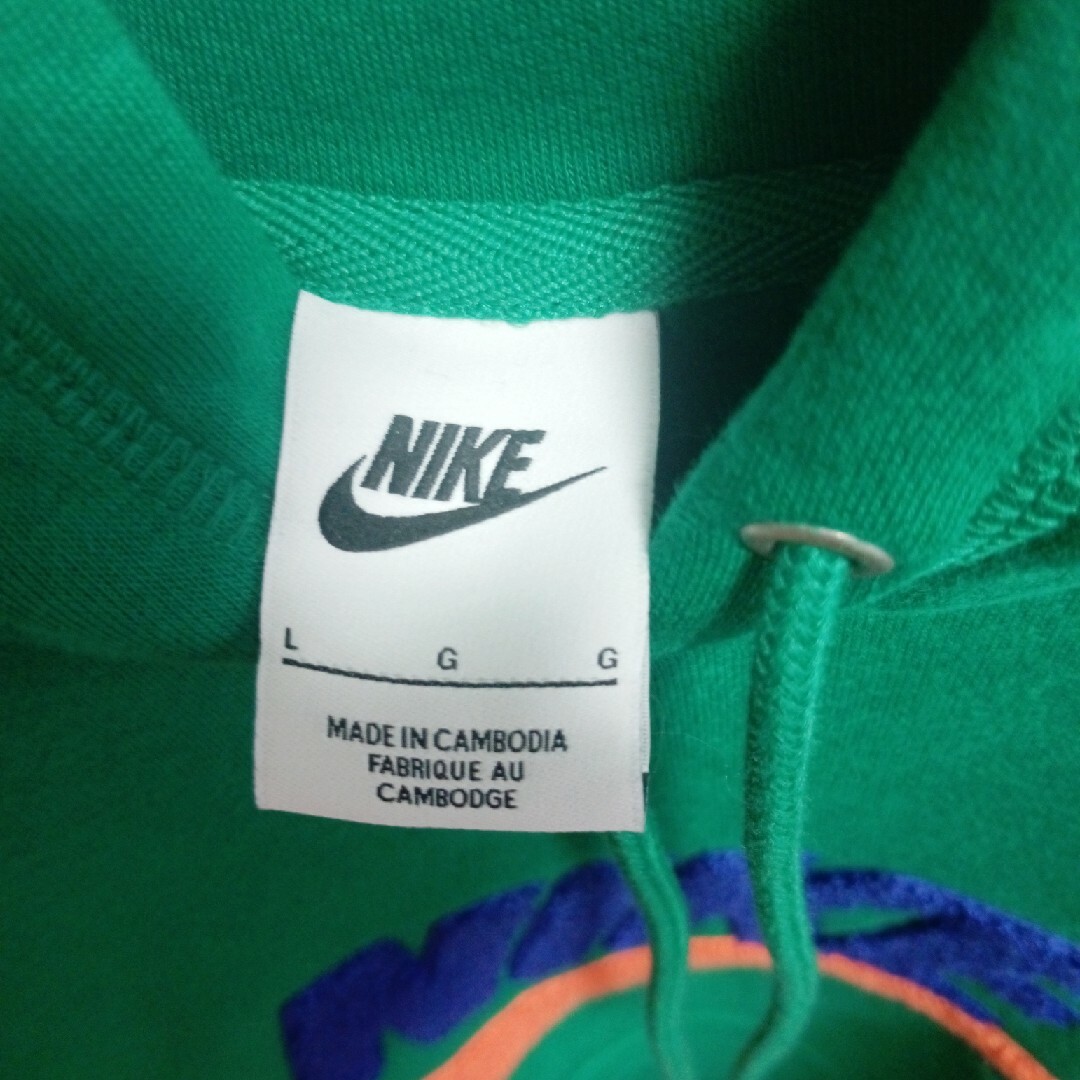 NIKE
L G G
MADE IN CAMBODIA
FABRIQUE AU
CAMBODGE